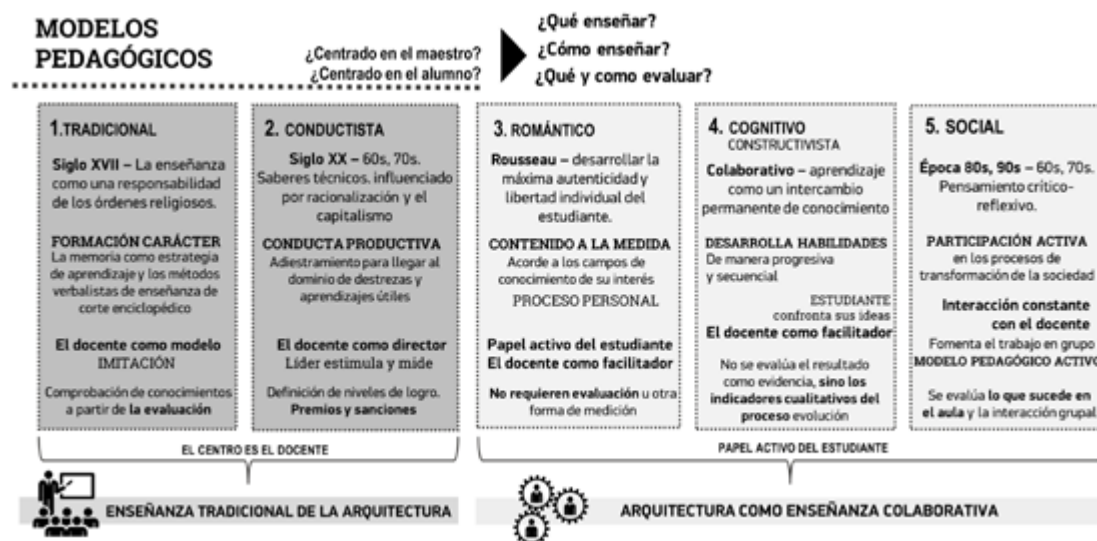 MODELOS
PEDAGÓGICOS
¿Centrado en el maestro?
¿Centrado en el alumno?
¿Qué enseñar?
¿Cómo enseñar?
¿Qué y como evaluar?
1.TRADICIONAL
Siglo XVII – La enseñanza
como una responsabilidad
de los órdenes religiosos.
FORMACIÓN CARÁCTER
La memoria como estrategia
de aprendizaje y los métodos
verbalistas de enseñanza de
corte enciclopédico
El docente como modelo
IMITACIÓN
Comprobación de conocimientos
a partir de la evaluación
2. CONDUCTISTA
Siglo XX – 60s, 70s.
Saberes técnicos. influenciado
por racionalización y el
capitalismo
CONDUCTA PRODUCTIVA
Adiestramiento para llegar al
dominio de destrezas y
aprendizajes útiles
El docente como director
Líder estimula y mide
Definición de niveles de logro.
Premios y sanciones
3. ROMÁNTICO
Rousseau – desarrollar la
máxima autenticidad y
libertad individual del
estudiante.
CONTENIDO A LA MEDIDA
Acorde a los campos de
conocimiento de su interés
PROCESO PERSONAL
Papel activo del estudiante
El docente como facilitador
No requieren evaluación u otra
forma de medición
4. COGNITIVO
CONSTRUCTIVISTA
Colaborativo – aprendizaje
como un intercambio
permanente de conocimiento
DESARROLLA HABILIDADES
De manera progresiva
y secuencial
ESTUDIANTE
confronta sus ideas
El docente como facilitador
No se evalúa el resultado
como evidencia, sino los
indicadores cualitativos del
proceso evolución
5. SOCIAL
Época 80s, 90s – 60s, 70s.
Pensamiento crítico-
reflexivo.
PARTICIPACIÓN ACTIVA
en los procesos de
transformación de la sociedad
Interacción constante
con el docente
Fomenta el trabajo en grupo
MODELO PEDAGÓGICO ACTIVO
Se evalúa lo que sucede en
el aula y la interacción grupal
EL CENTRO ES EL DOCENTE
PAPEL ACTIVO DEL ESTUDIANTE
ENSEÑANZA TRADICIONAL DE LA ARQUITECTURA
ARQUITECTURA COMO ENSEÑANZA COLABORATIVA